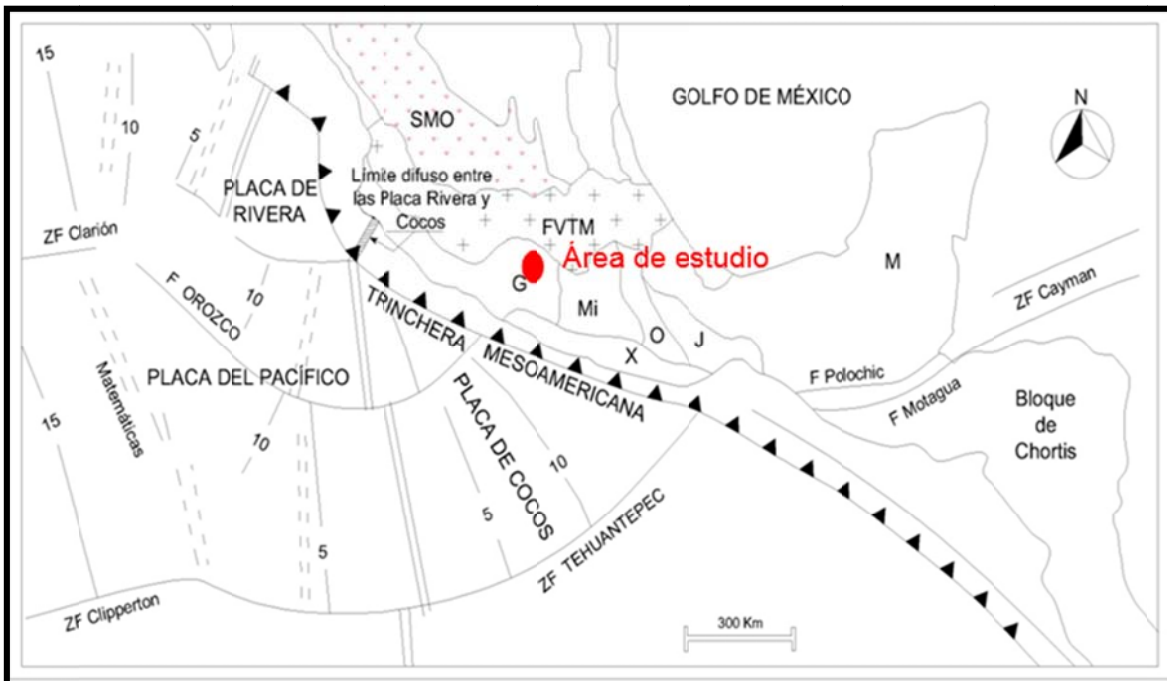 15
10
5
SMO
GOLFO DE MÉXICO
N
PLACA DE
RIVERA
Límite difuso entre
las Placa Rivera y
Cocos
ZF Clarión
FVTM
Área de estudio
G
Mi
M
O
J
X
ZF Cayman
F OROZCO
10
TRINCHERA MESOAMERICANA
F Polochic
F Motagua
PLACA DEL PACÍFICO
Matemáticas
Bloque
de
Chortis
15
10
PLACA DE COCOS
10
5
5
ZF TEHUANTEPEC
ZF Clipperton
300 Km